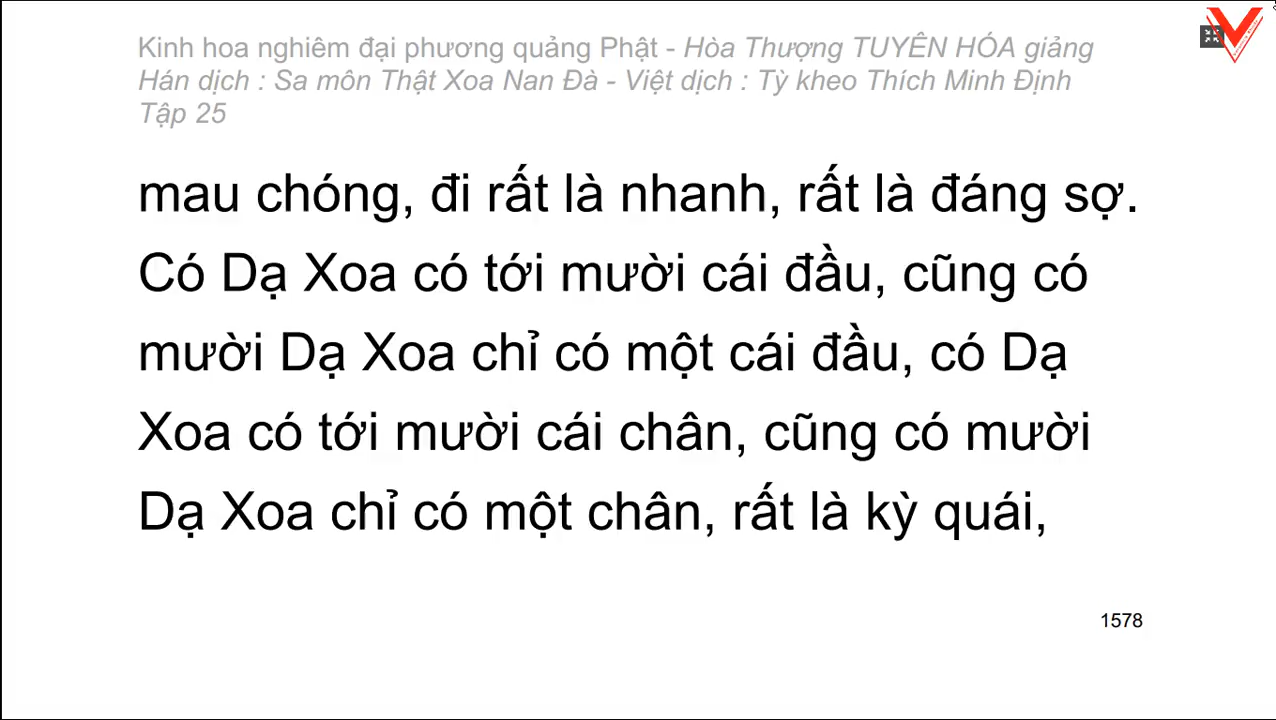 Kinh hoa nghiêm đại phương quảng Phật - Hòa Thượng TUYÊN HÓA giảng
Hán dịch : Sa môn Thật Xoa Nan Đà - Việt dịch : Tỳ kheo Thích Minh Định
Tập 25
mau chóng, đi rất là nhanh, rất là đáng sợ.
Có Dạ Xoa có tới mười cái đầu, cũng có
mười Dạ Xoa chỉ có một cái đầu, có Dạ
Xoa có tới mười cái chân, cũng có mười
Dạ Xoa chỉ có một chân, rất là kỳ quái,
1578